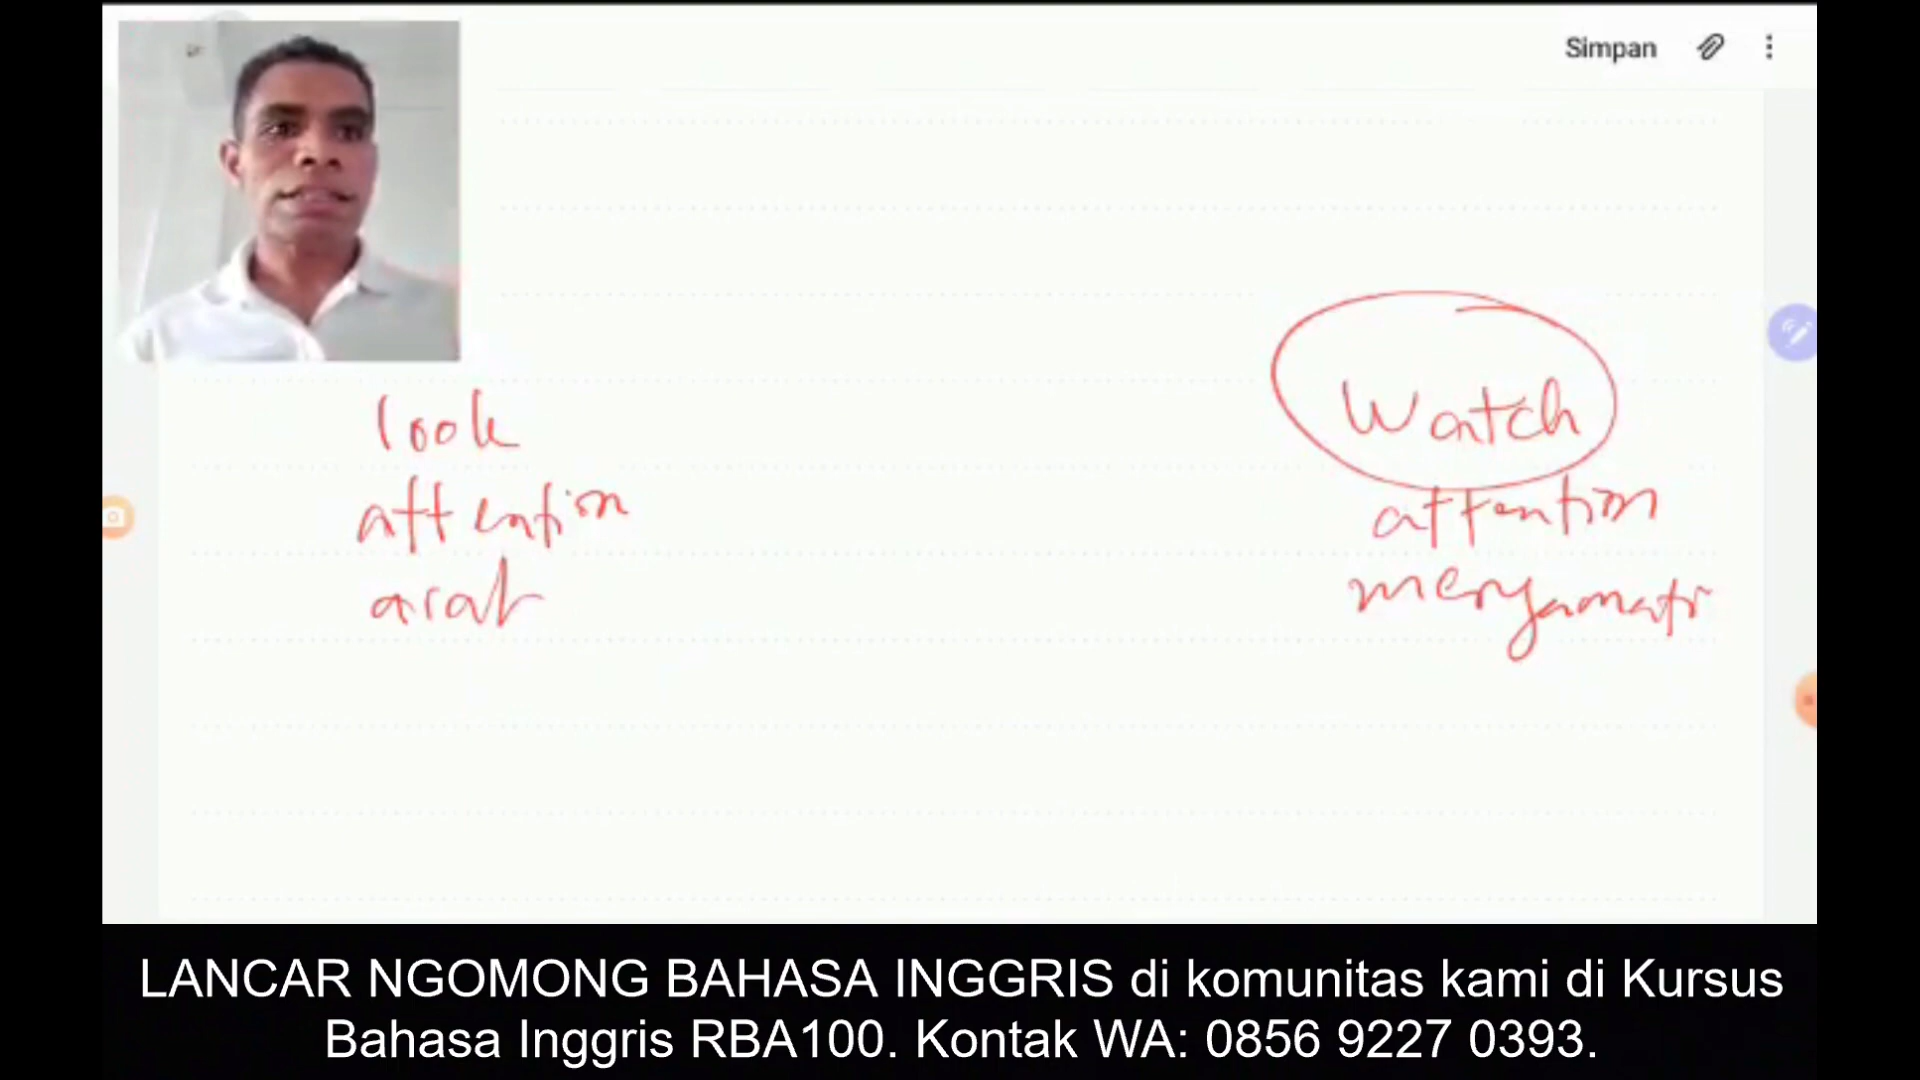 Simpan
look
attention
arah
Watch
attention
mengamati
LANCAR NGOMONG BAHASA INGGRIS di komunitas kami di Kursus
Bahasa Inggris RBA100. Kontak WA: 0856 9227 0393.